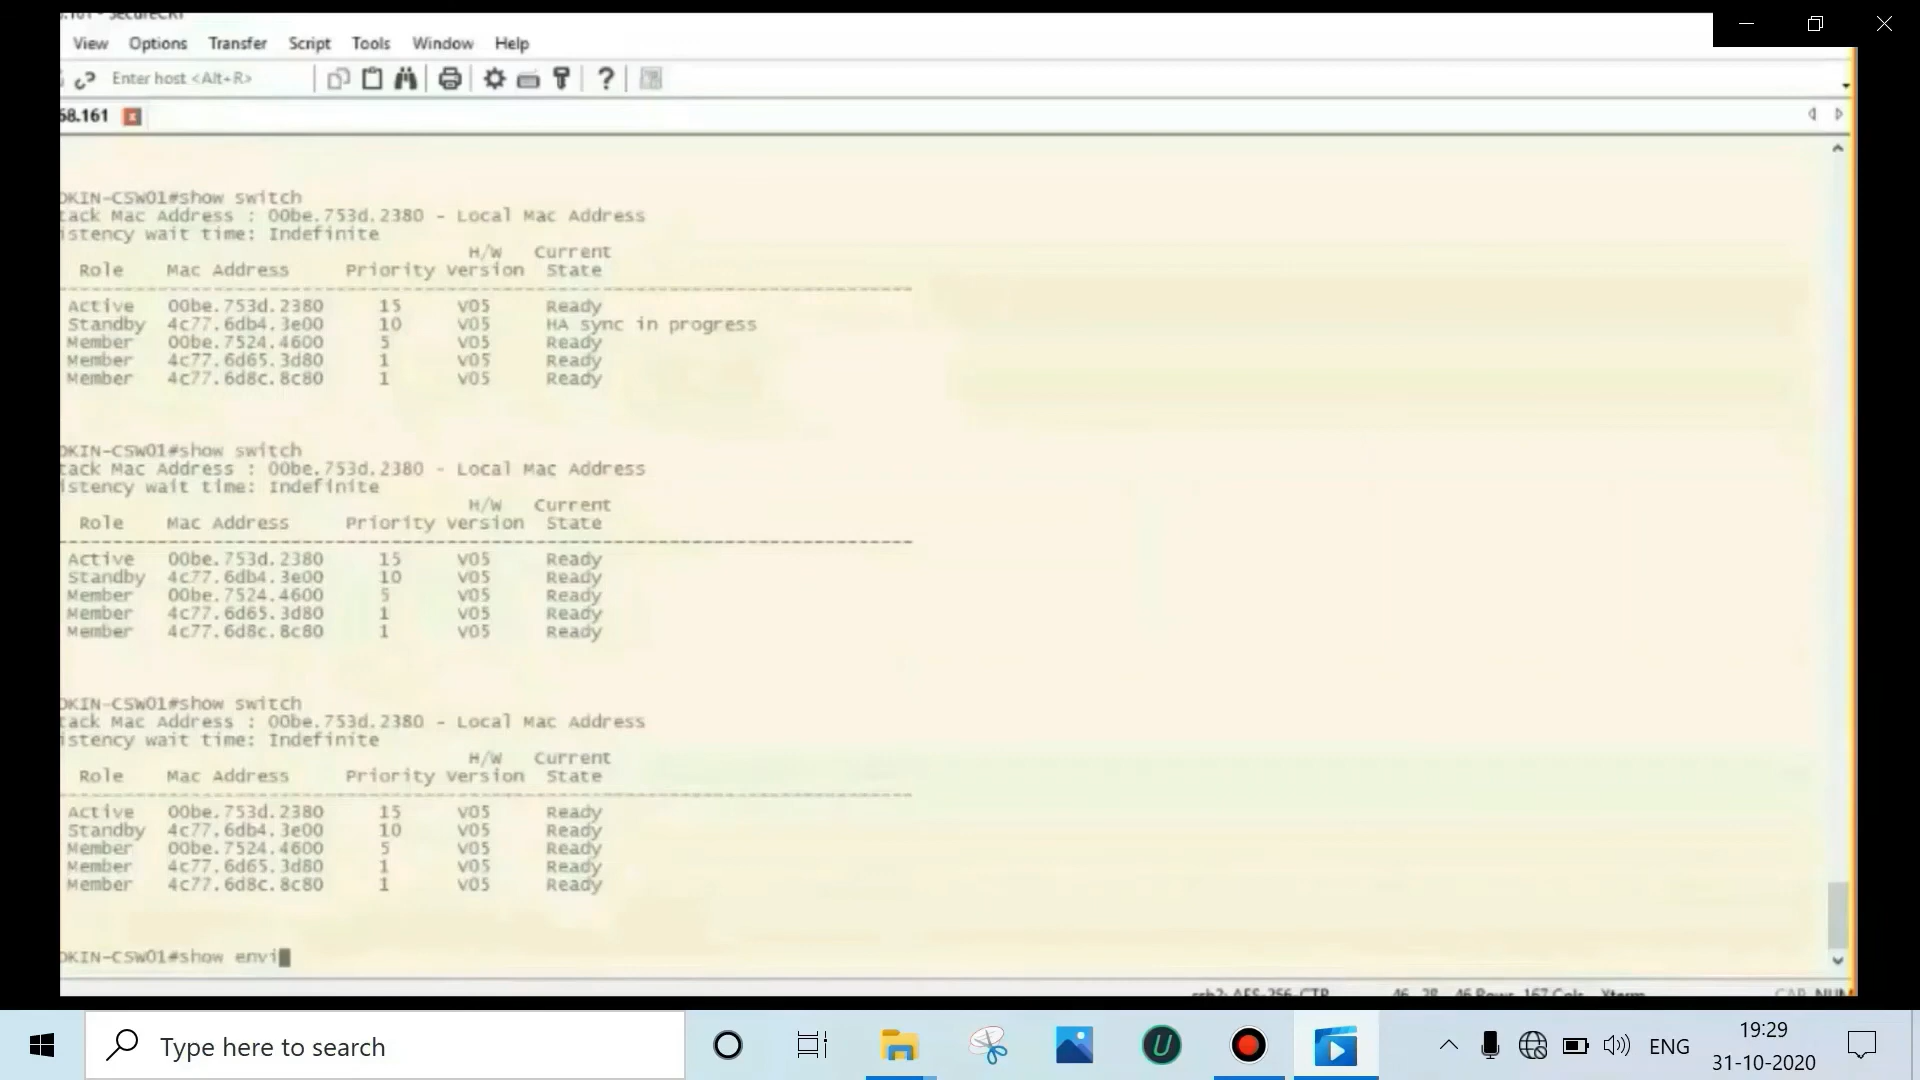 View Options Transfer Script Tools Window Help
Enter host <Alt+R>
68.161
OKIN-CSW01#show switch
tack Mac Address : 00be.753d.2380 - Local Mac Address
istency wait time: Indefinite
H/W Current
Role Mac Address Priority Version State
Active 00be.753d.2380 15 V05 Ready
Standby 4c77.6db4.3e00 10 V05 HA sync in progress
Member 00be.7524.4600 5 V05 Ready
Member 4c77.6d65.3d80 1 V05 Ready
Member 4c77.6d8c.8c80 1 V05 Ready
OKIN-CSW01#show switch
tack Mac Address : 00be.753d.2380 - Local Mac Address
istency wait time: Indefinite
H/W Current
Role Mac Address Priority Version State
Active 00be.753d.2380 15 V05 Ready
Standby 4c77.6db4.3e00 10 V05 Ready
Member 00be.7524.4600 5 V05 Ready
Member 4c77.6d65.3d80 1 V05 Ready
Member 4c77.6d8c.8c80 1 V05 Ready
OKIN-CSW01#show switch
tack Mac Address : 00be.753d.2380 - Local Mac Address
istency wait time: Indefinite
H/W Current
Role Mac Address Priority Version State
Active 00be.753d.2380 15 V05 Ready
Standby 4c77.6db4.3e00 10 V05 Ready
Member 00be.7524.4600 5 V05 Ready
Member 4c77.6d65.3d80 1 V05 Ready
Member 4c77.6d8c.8c80 1 V05 Ready
OKIN-CSW01#show envi
Type here to search
ENG
19:29
31-10-2020